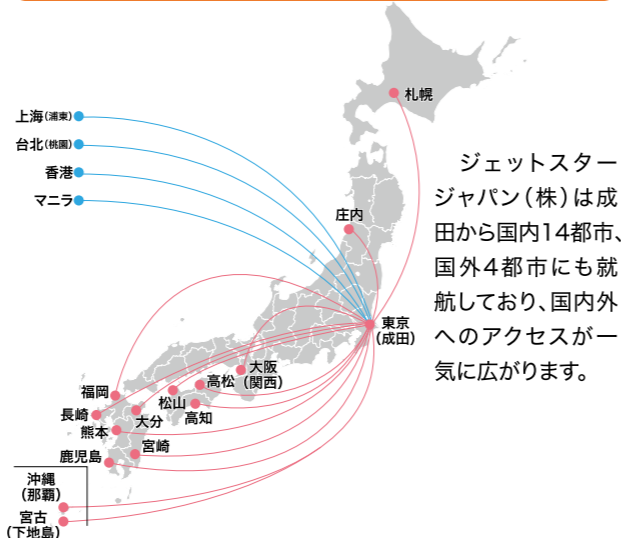 札幌
上海(浦東)
台北(桃園)
香港
マニラ
庄内
東京
(成田)
大阪
(関西)
高松
松山
高知
福岡
長崎
大分
熊本
宮崎
鹿児島
沖縄
(那覇)
宮古
(下地島)
ジェットスター
ジャパン(株)は成
田から国内14都市、
国外4都市にも就
航しており、国内外
へのアクセスが一
気に広がります。